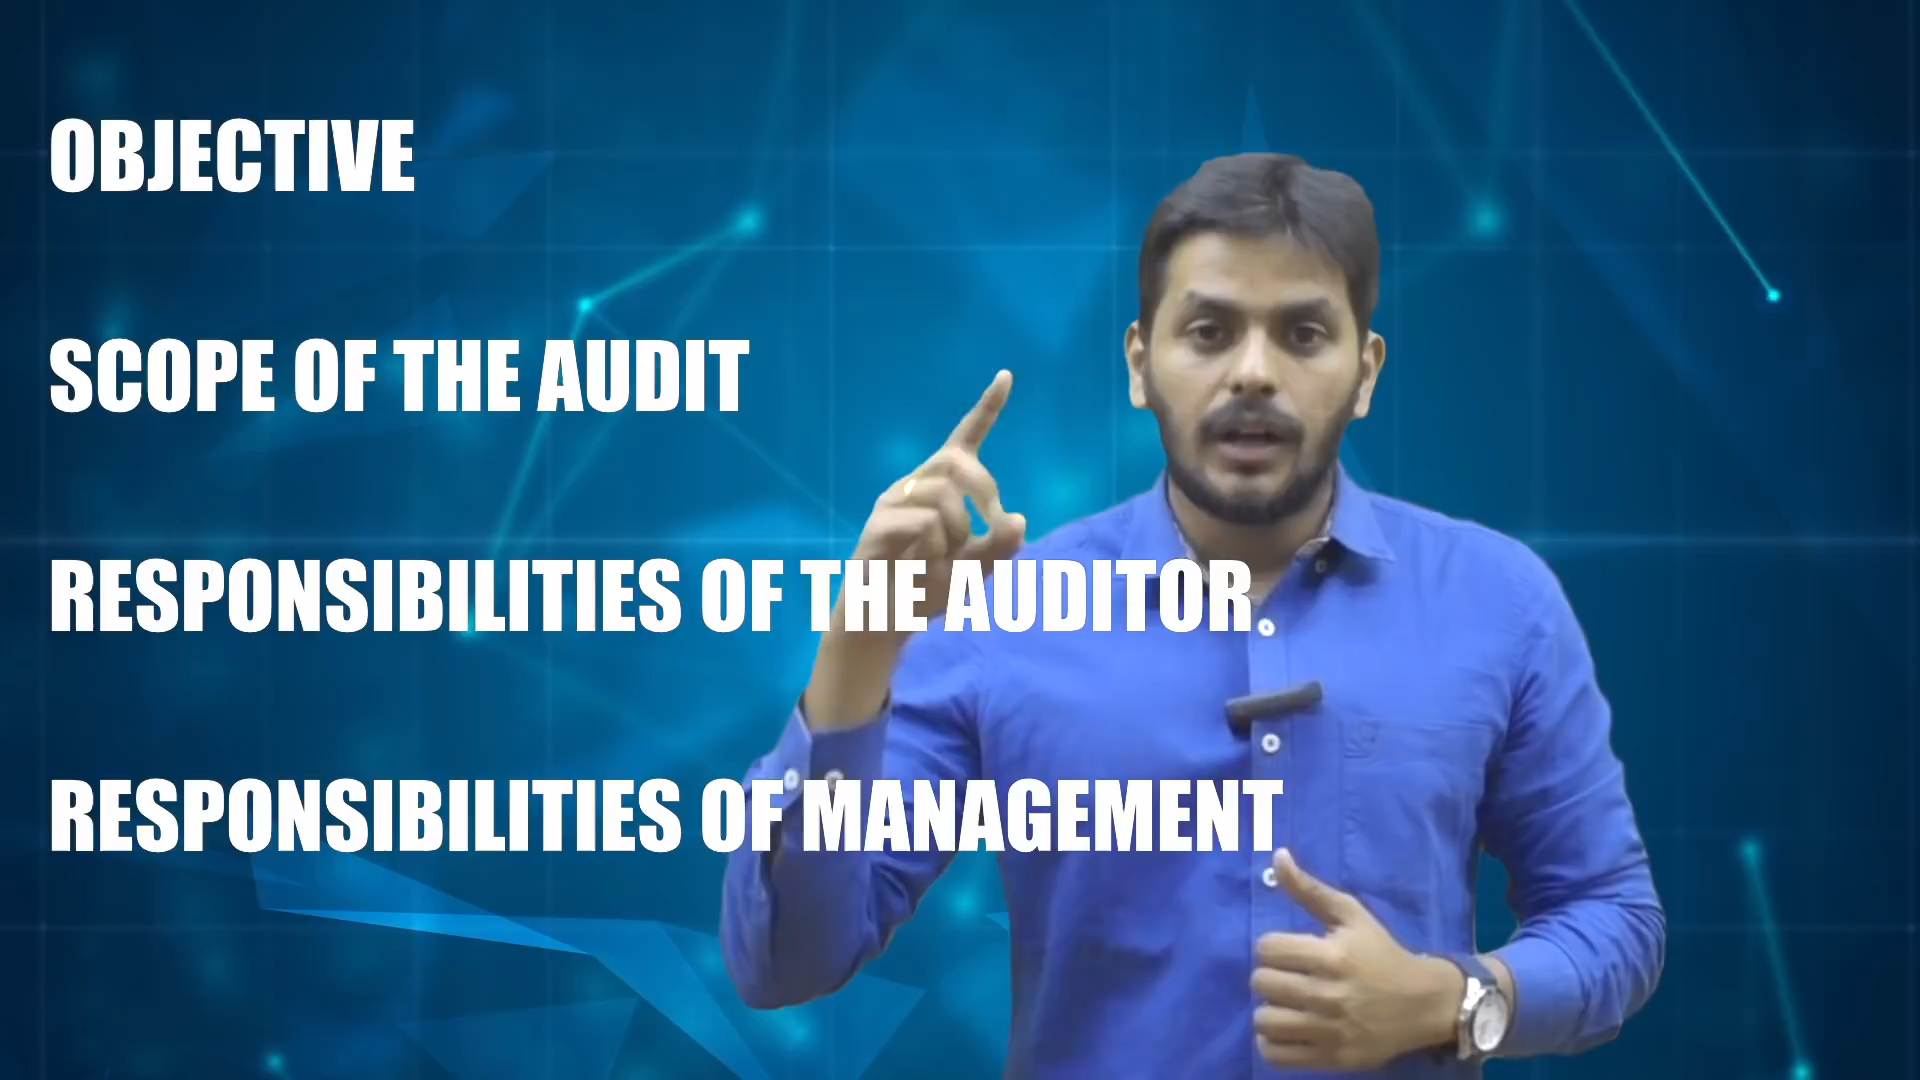 OBJECTIVE
SCOPE OF THE AUDIT
RESPONSIBILITIES OF THE AUDITOR
RESPONSIBILITIES OF MANAGEMENT